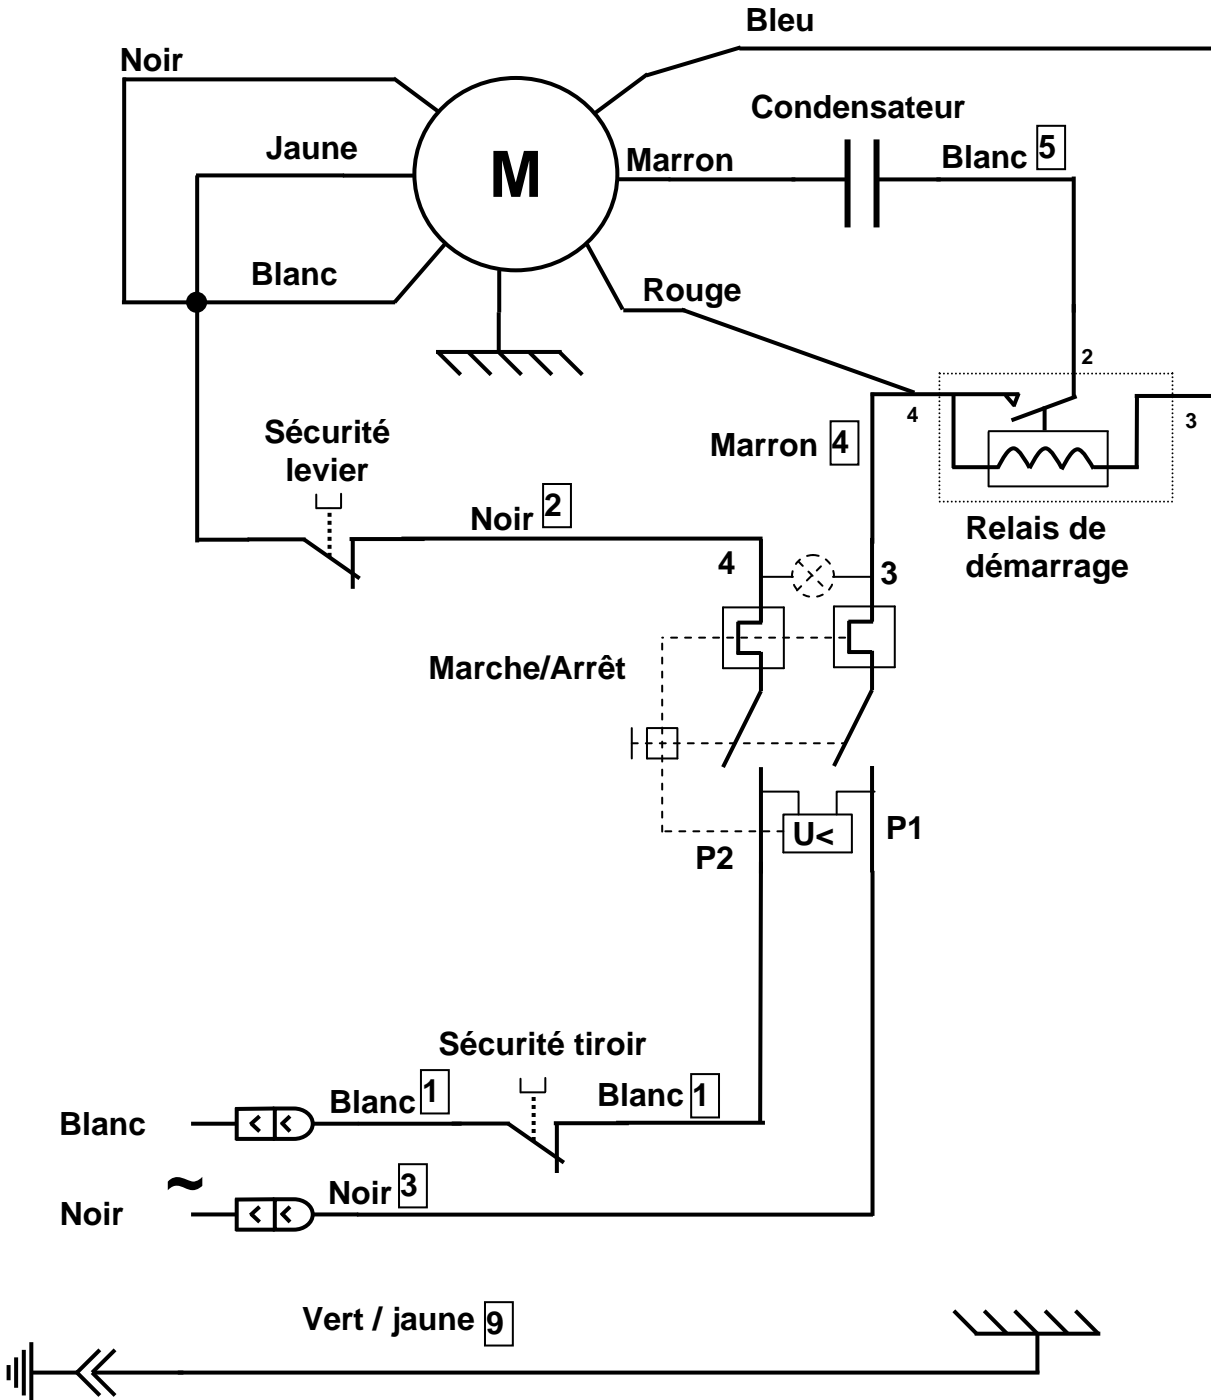 Bleu
Noir
Condensateur
Jaune
M
Marron
Blanc 5
Blanc
Rouge
2
4
3
Sécurité
levier
Marron 4
Noir 2
Relais de
démarrage
4
3
Marche/Arrêt
U<
P1
P2
Sécurité tiroir
Blanc
Blanc 1
Blanc 1
~
Noir
Noir 3
Vert / jaune 9